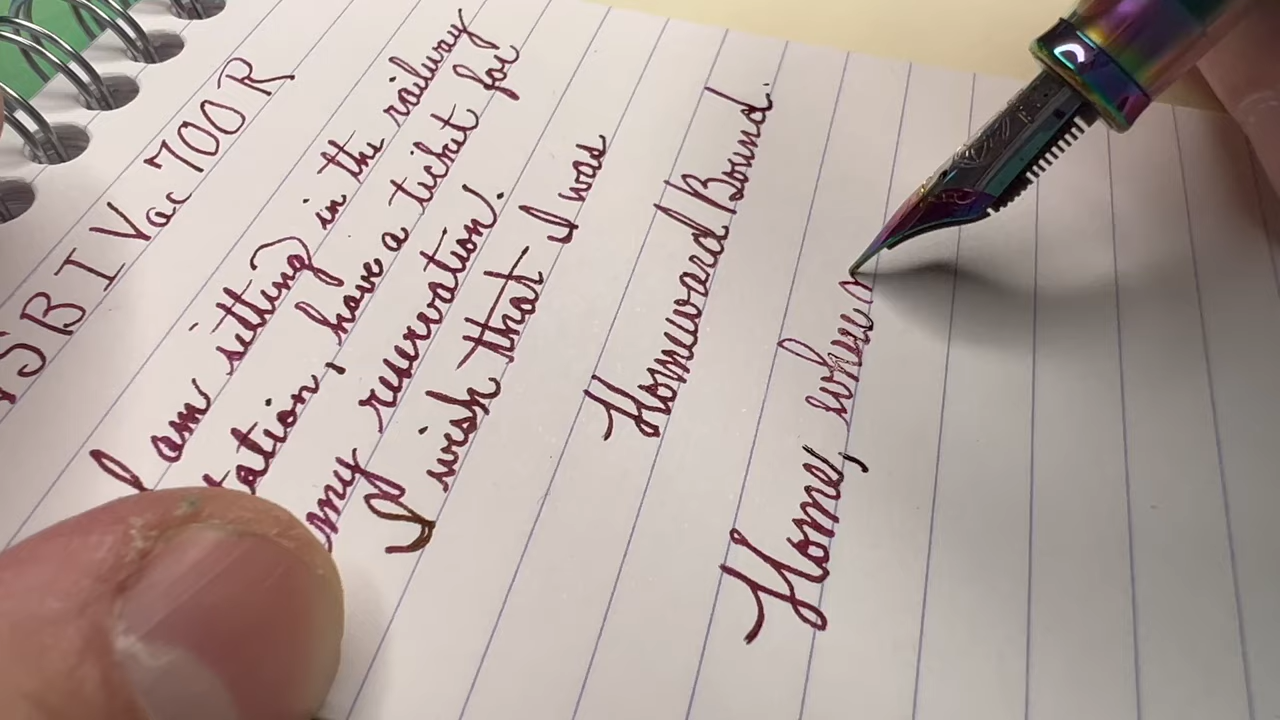 SBI Vac 700R
I am sitting in the railway
tation, have a ticket for
my reservation.
I wish that I was
Homeward Bound.
Home, where